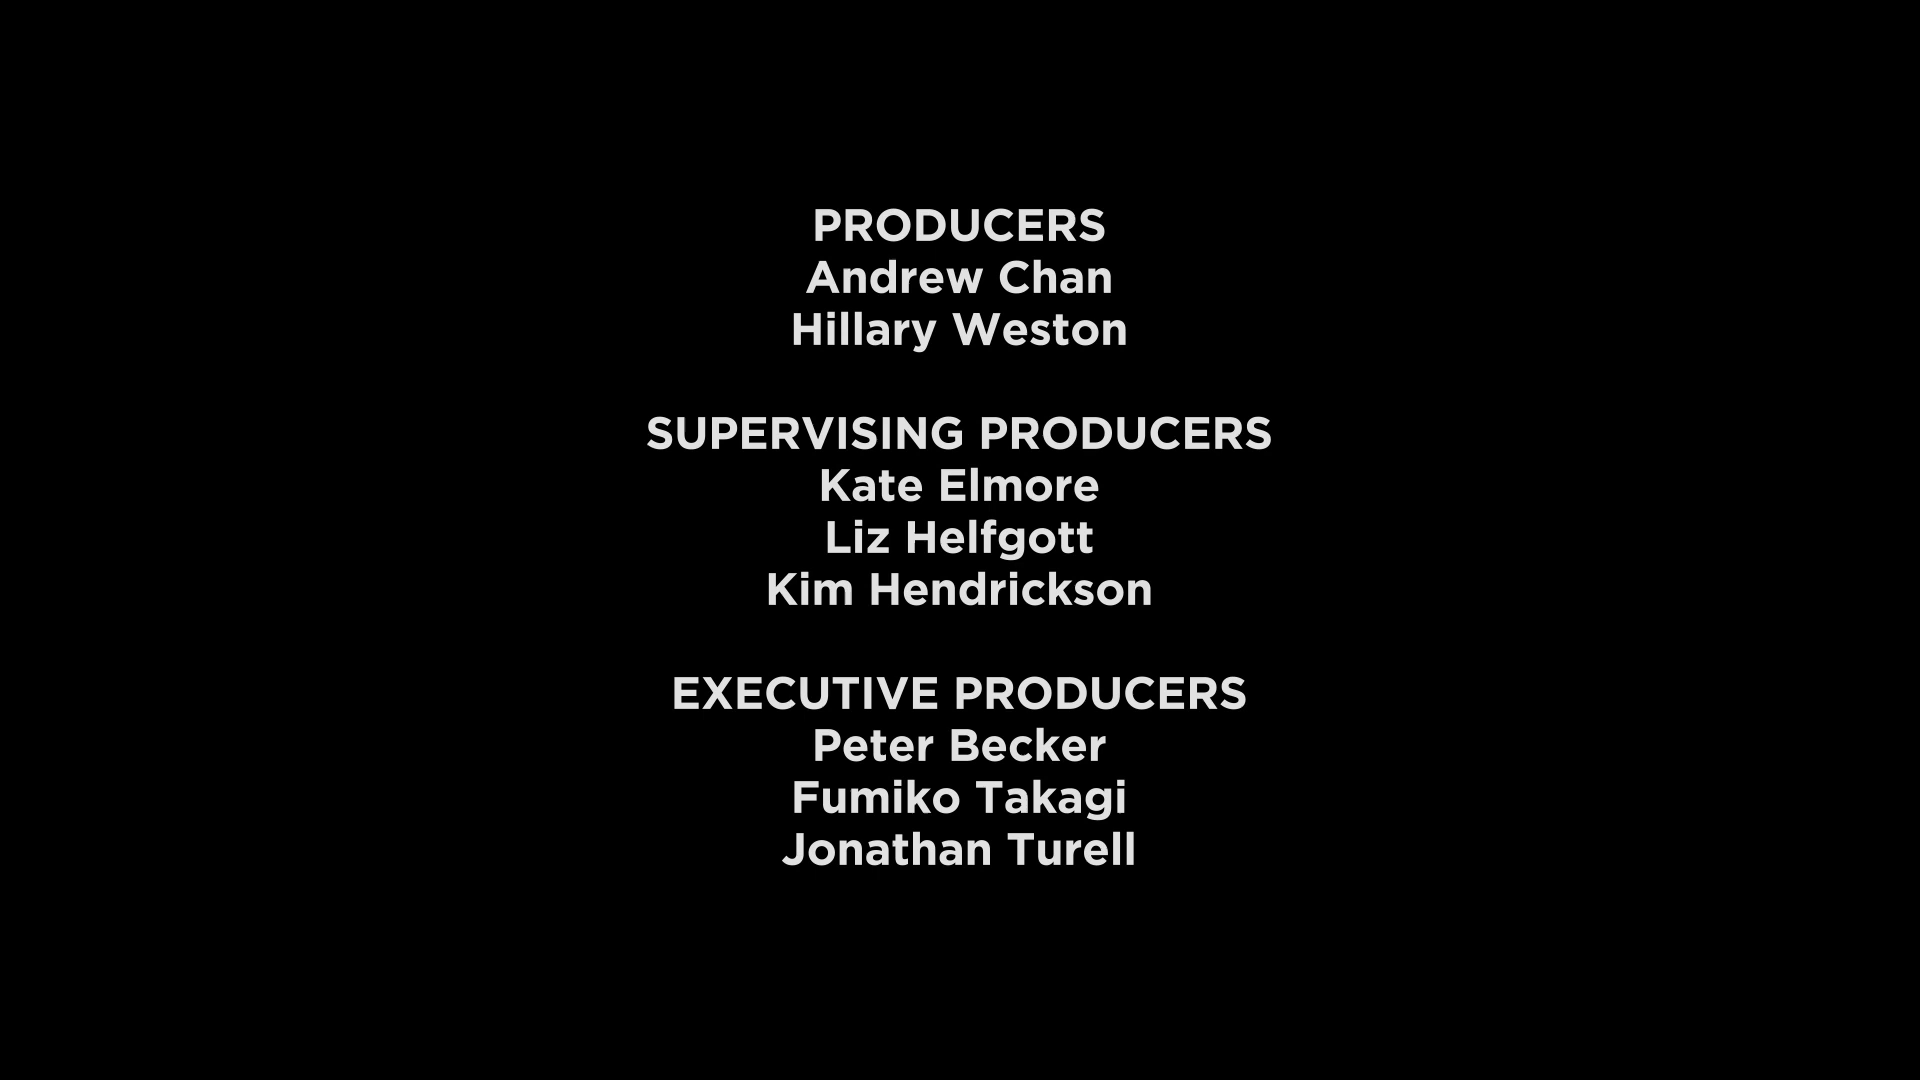 PRODUCERS
Andrew Chan
Hillary Weston
SUPERVISING PRODUCERS
Kate Elmore
Liz Helfgott
Kim Hendrickson
EXECUTIVE PRODUCERS
Peter Becker
Fumiko Takagi
Jonathan Turell